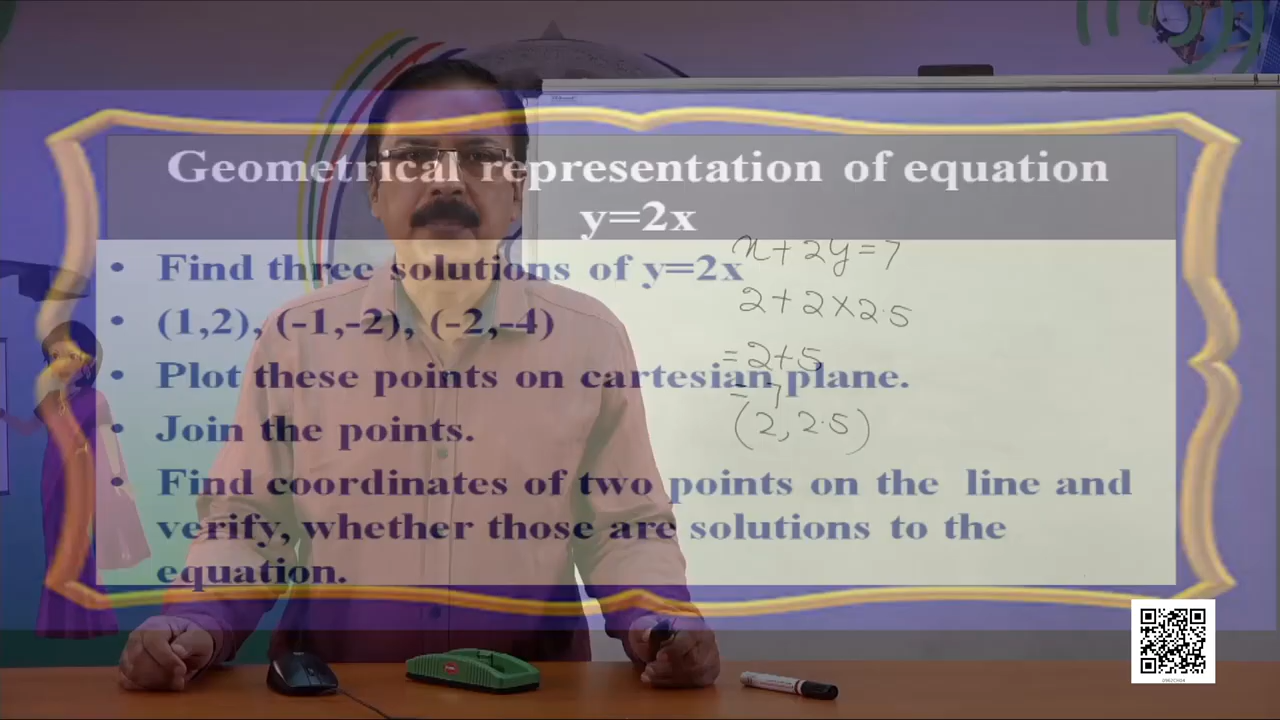 Geometrical representation of equation
y=2x
• Find three solutions of y=2x
• (1,2), (-1,-2), (-2,-4)
• Plot these points on cartesian plane.
• Join the points.
• Find coordinates of two points on the line and
verify, whether those are solutions to the
equation.
x+2y=7
2+2×2.5
=2+5
=7
(2, 2.5)